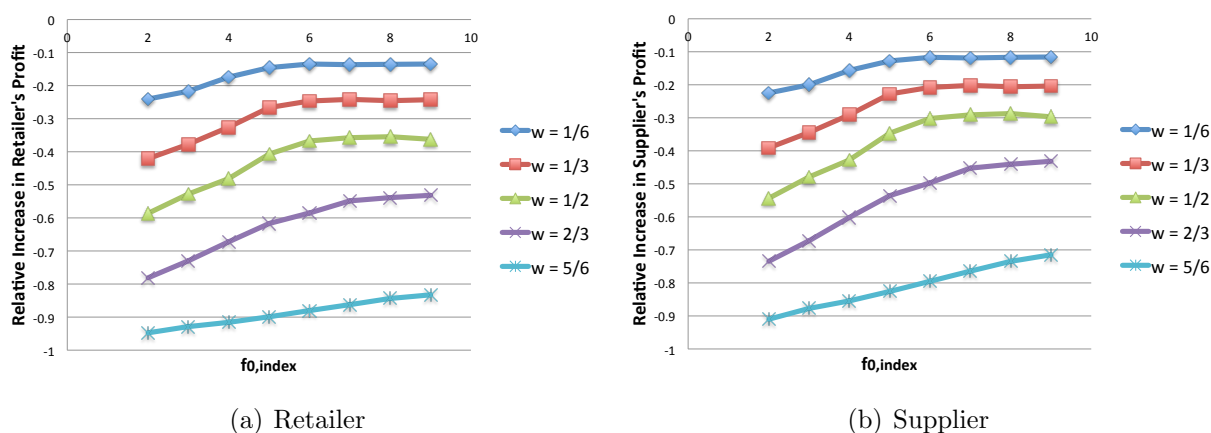 Relative Increase in Retailer's Profit
0
-0.1
-0.2
-0.3
-0.4
-0.5
-0.6
-0.7
-0.8
-0.9
-1
0 2 4 6 8 10
f0,index
w = 1/6
w = 1/3
w = 1/2
w = 2/3
w = 5/6
(a) Retailer
Relative Increase in Supplier's Profit
0
-0.1
-0.2
-0.3
-0.4
-0.5
-0.6
-0.7
-0.8
-0.9
-1
0 2 4 6 8 10
f0,index
w = 1/6
w = 1/3
w = 1/2
w = 2/3
w = 5/6
(b) Supplier